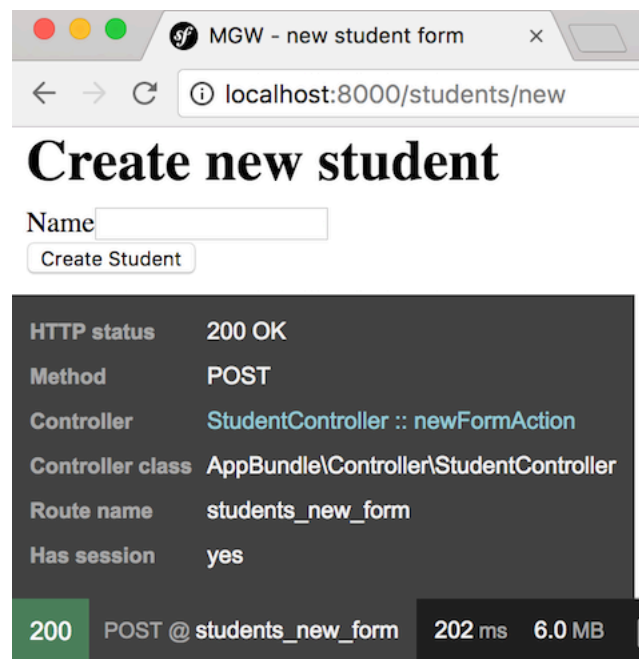 sf MGW - new student form ×
localhost:8000/students/new
Create new student
Name
Create Student
HTTP status 200 OK
Method POST
Controller StudentController :: newFormAction
Controller class AppBundle\Controller\StudentController
Route name students_new_form
Has session yes
200 POST @ students_new_form 202 ms 6.0 MB